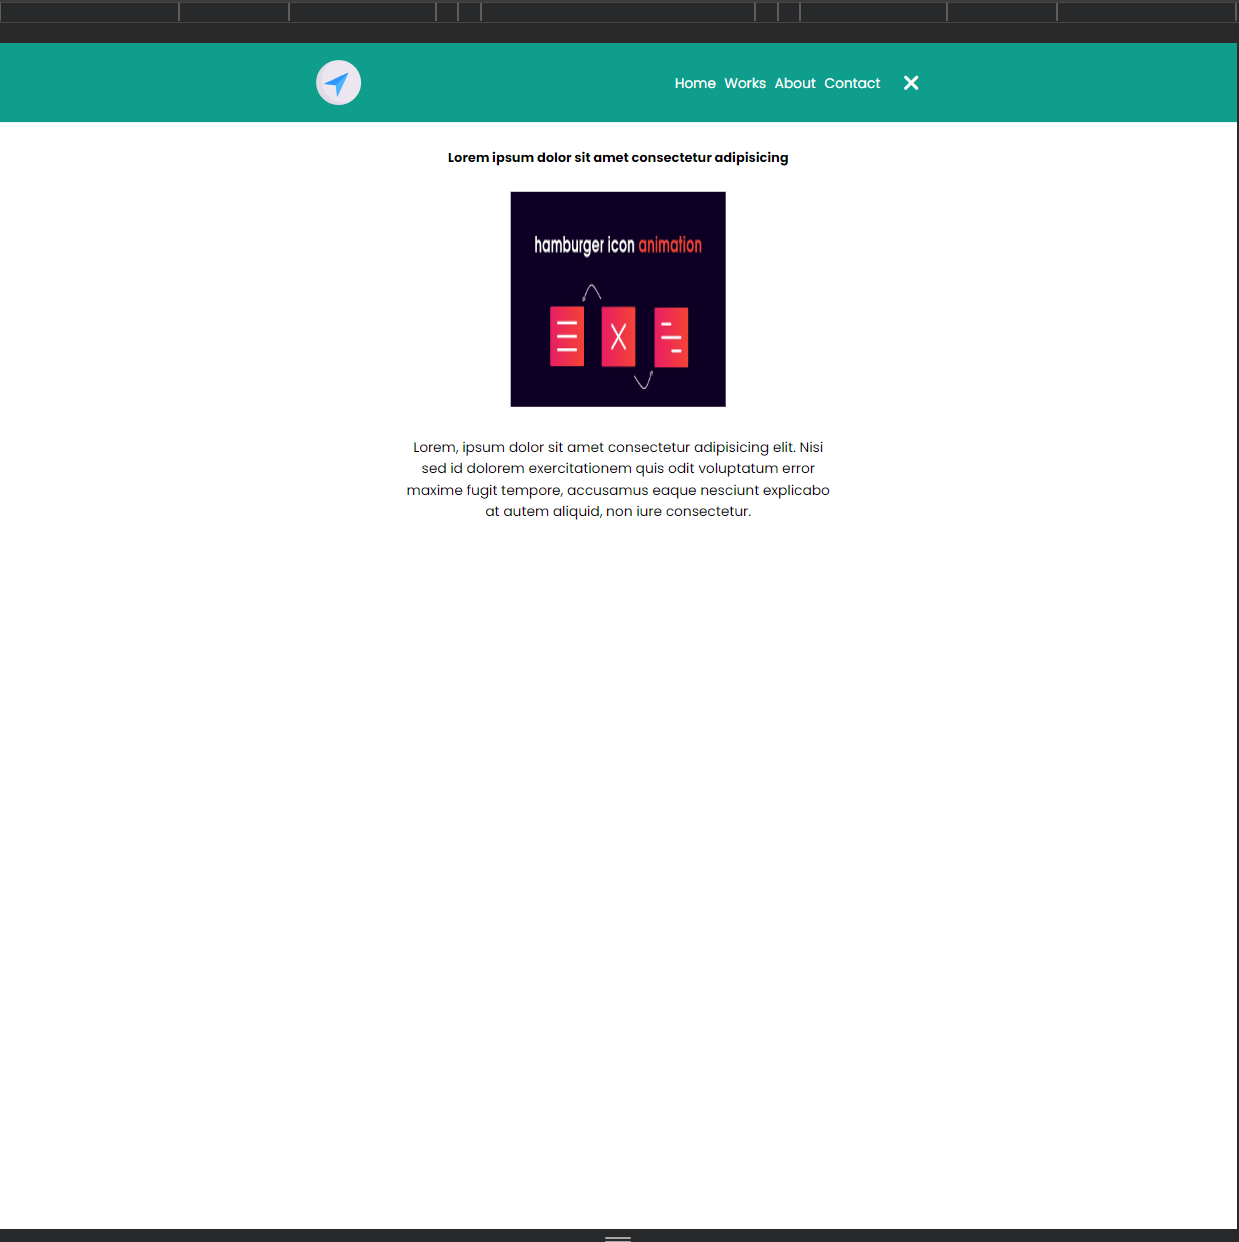 Home Works About Contact
Lorem ipsum dolor sit amet consectetur adipisicing
hamburger icon animation
Lorem, ipsum dolor sit amet consectetur adipisicing elit. Nisi
sed id dolorem exercitationem quis odit voluptatum error
maxime fugit tempore, accusamus eaque nesciunt explicabo
at autem aliquid, non iure consectetur.